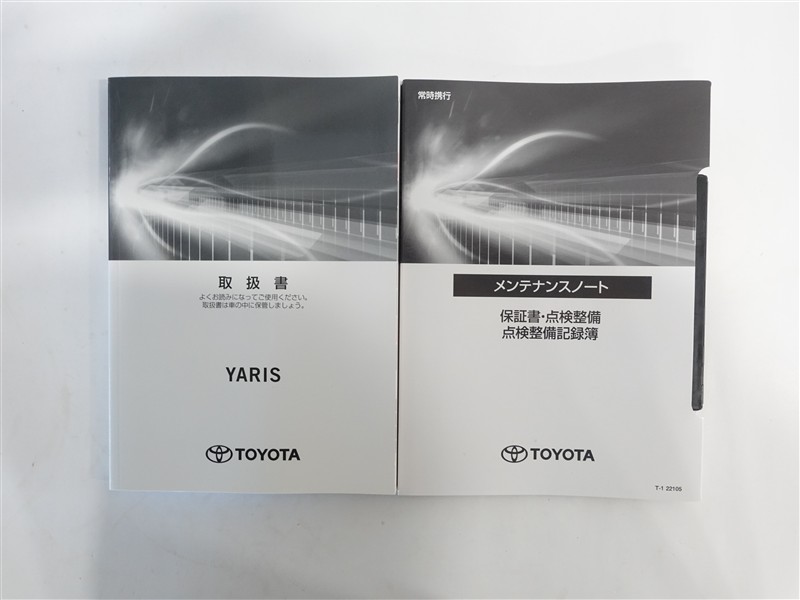 取扱書
よくお読みになってご使用ください。
取扱書は車の中に保管しましょう。
YARIS
TOYOTA
常時携行
メンテナンスノート
保証書・点検整備
点検整備記録簿
TOYOTA
T-1 22105